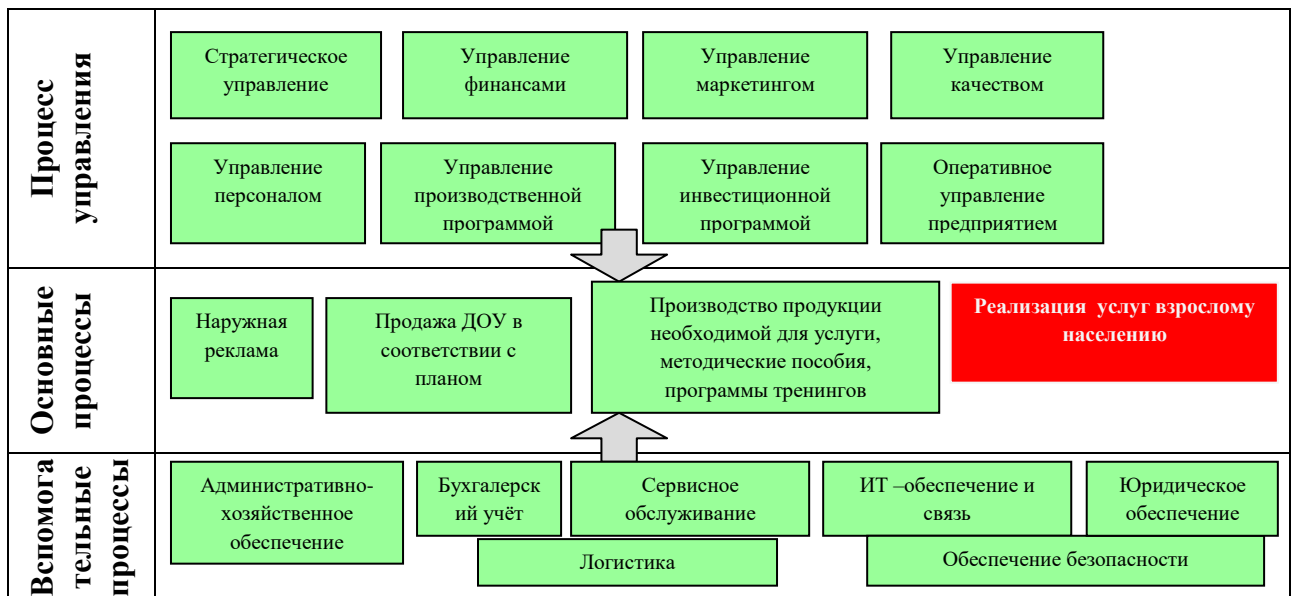 Процесс
управления
Стратегическое
управление
Управление
финансами
Управление
маркетингом
Управление
качеством
Управление
персоналом
Управление
производственной
программой
Управление
инвестиционной
программой
Оперативное
управление
предприятием
Основные
процессы
Наружная
реклама
Продажа ДОУ в
соответствии с
планом
Производство продукции
необходимой для услуги,
методические пособия,
программы тренингов
Реализация услуг взрослому
населению
Вспомога
тельные
процессы
Административно-
хозяйственное
обеспечение
Бухгалерск
ий учёт
Сервисное
обслуживание
ИТ –обеспечение и
связь
Юридическое
обеспечение
Логистика
Обеспечение безопасности